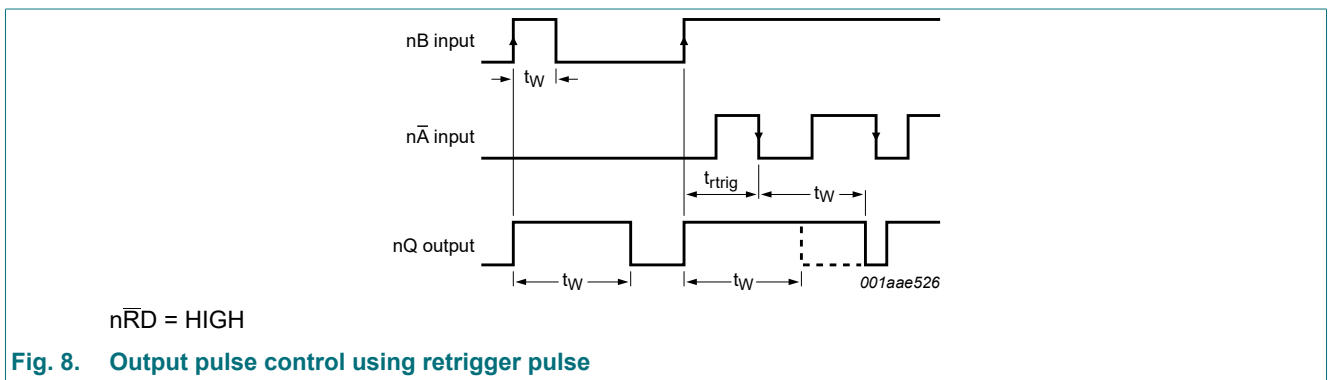 nB input
tW
nA̅ input
trtrig
tW
nQ output
tW
tW
001aae526
nR̅D = HIGH
Fig. 8. Output pulse control using retrigger pulse